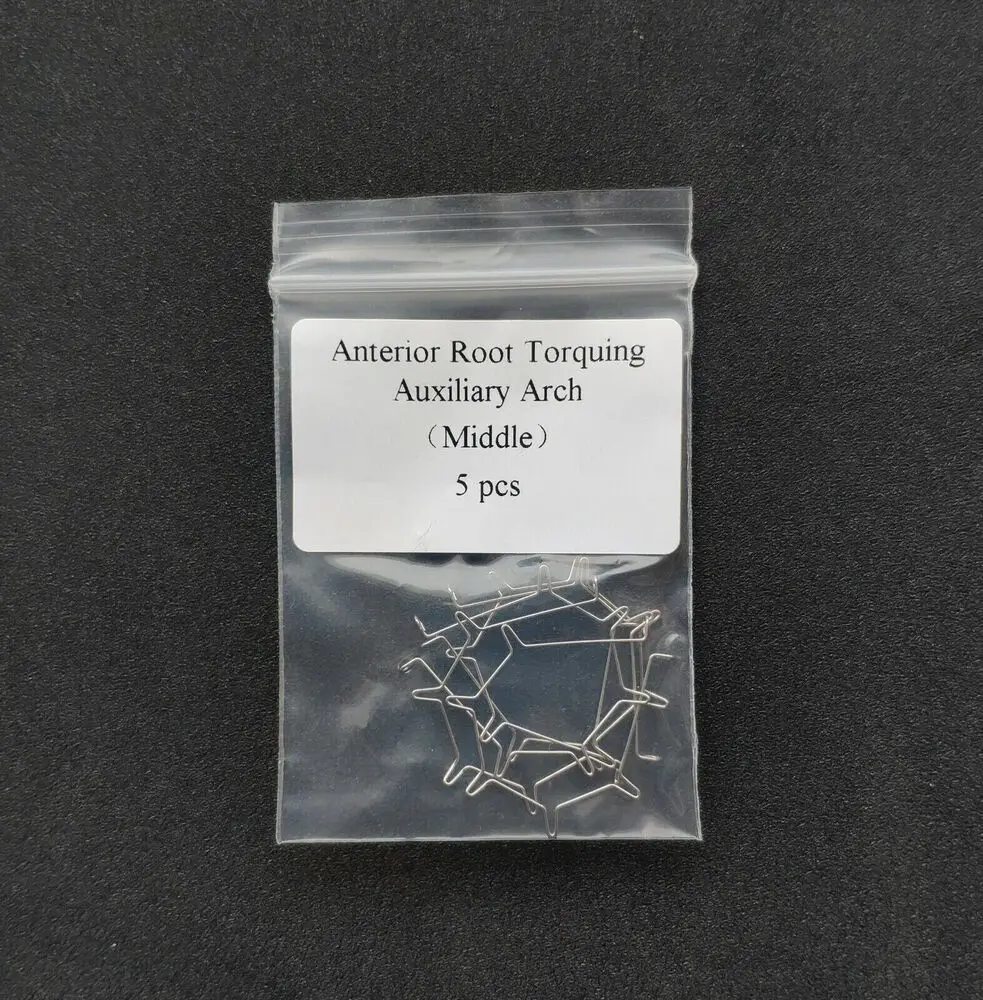 Anterior Root Torquing
Auxiliary Arch
（Middle）
5 pcs